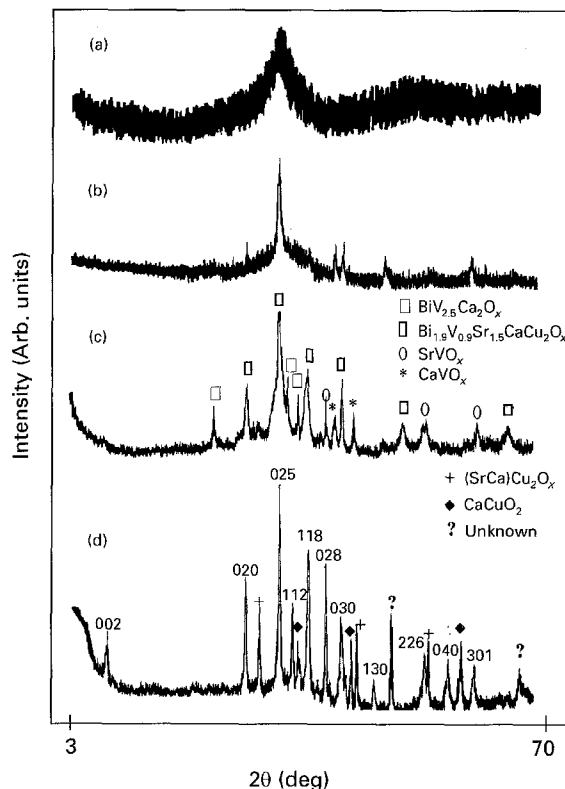 (a)
(b)
Intensity (Arb. units)
□ BiV2.5Ca2Ox
▯ Bi1.9V0.9Sr1.5CaCu2Ox
0 SrVOx
* CaVOx
(c)
0
*
*
0
0
+ (SrCa)Cu2Ox
◆ CaCuO2
? Unknown
025
(d)
118
028
020
+
112
030
?
002
◆
◆
+
130
226
+
040
◆
301
?
3
70
2θ (deg)